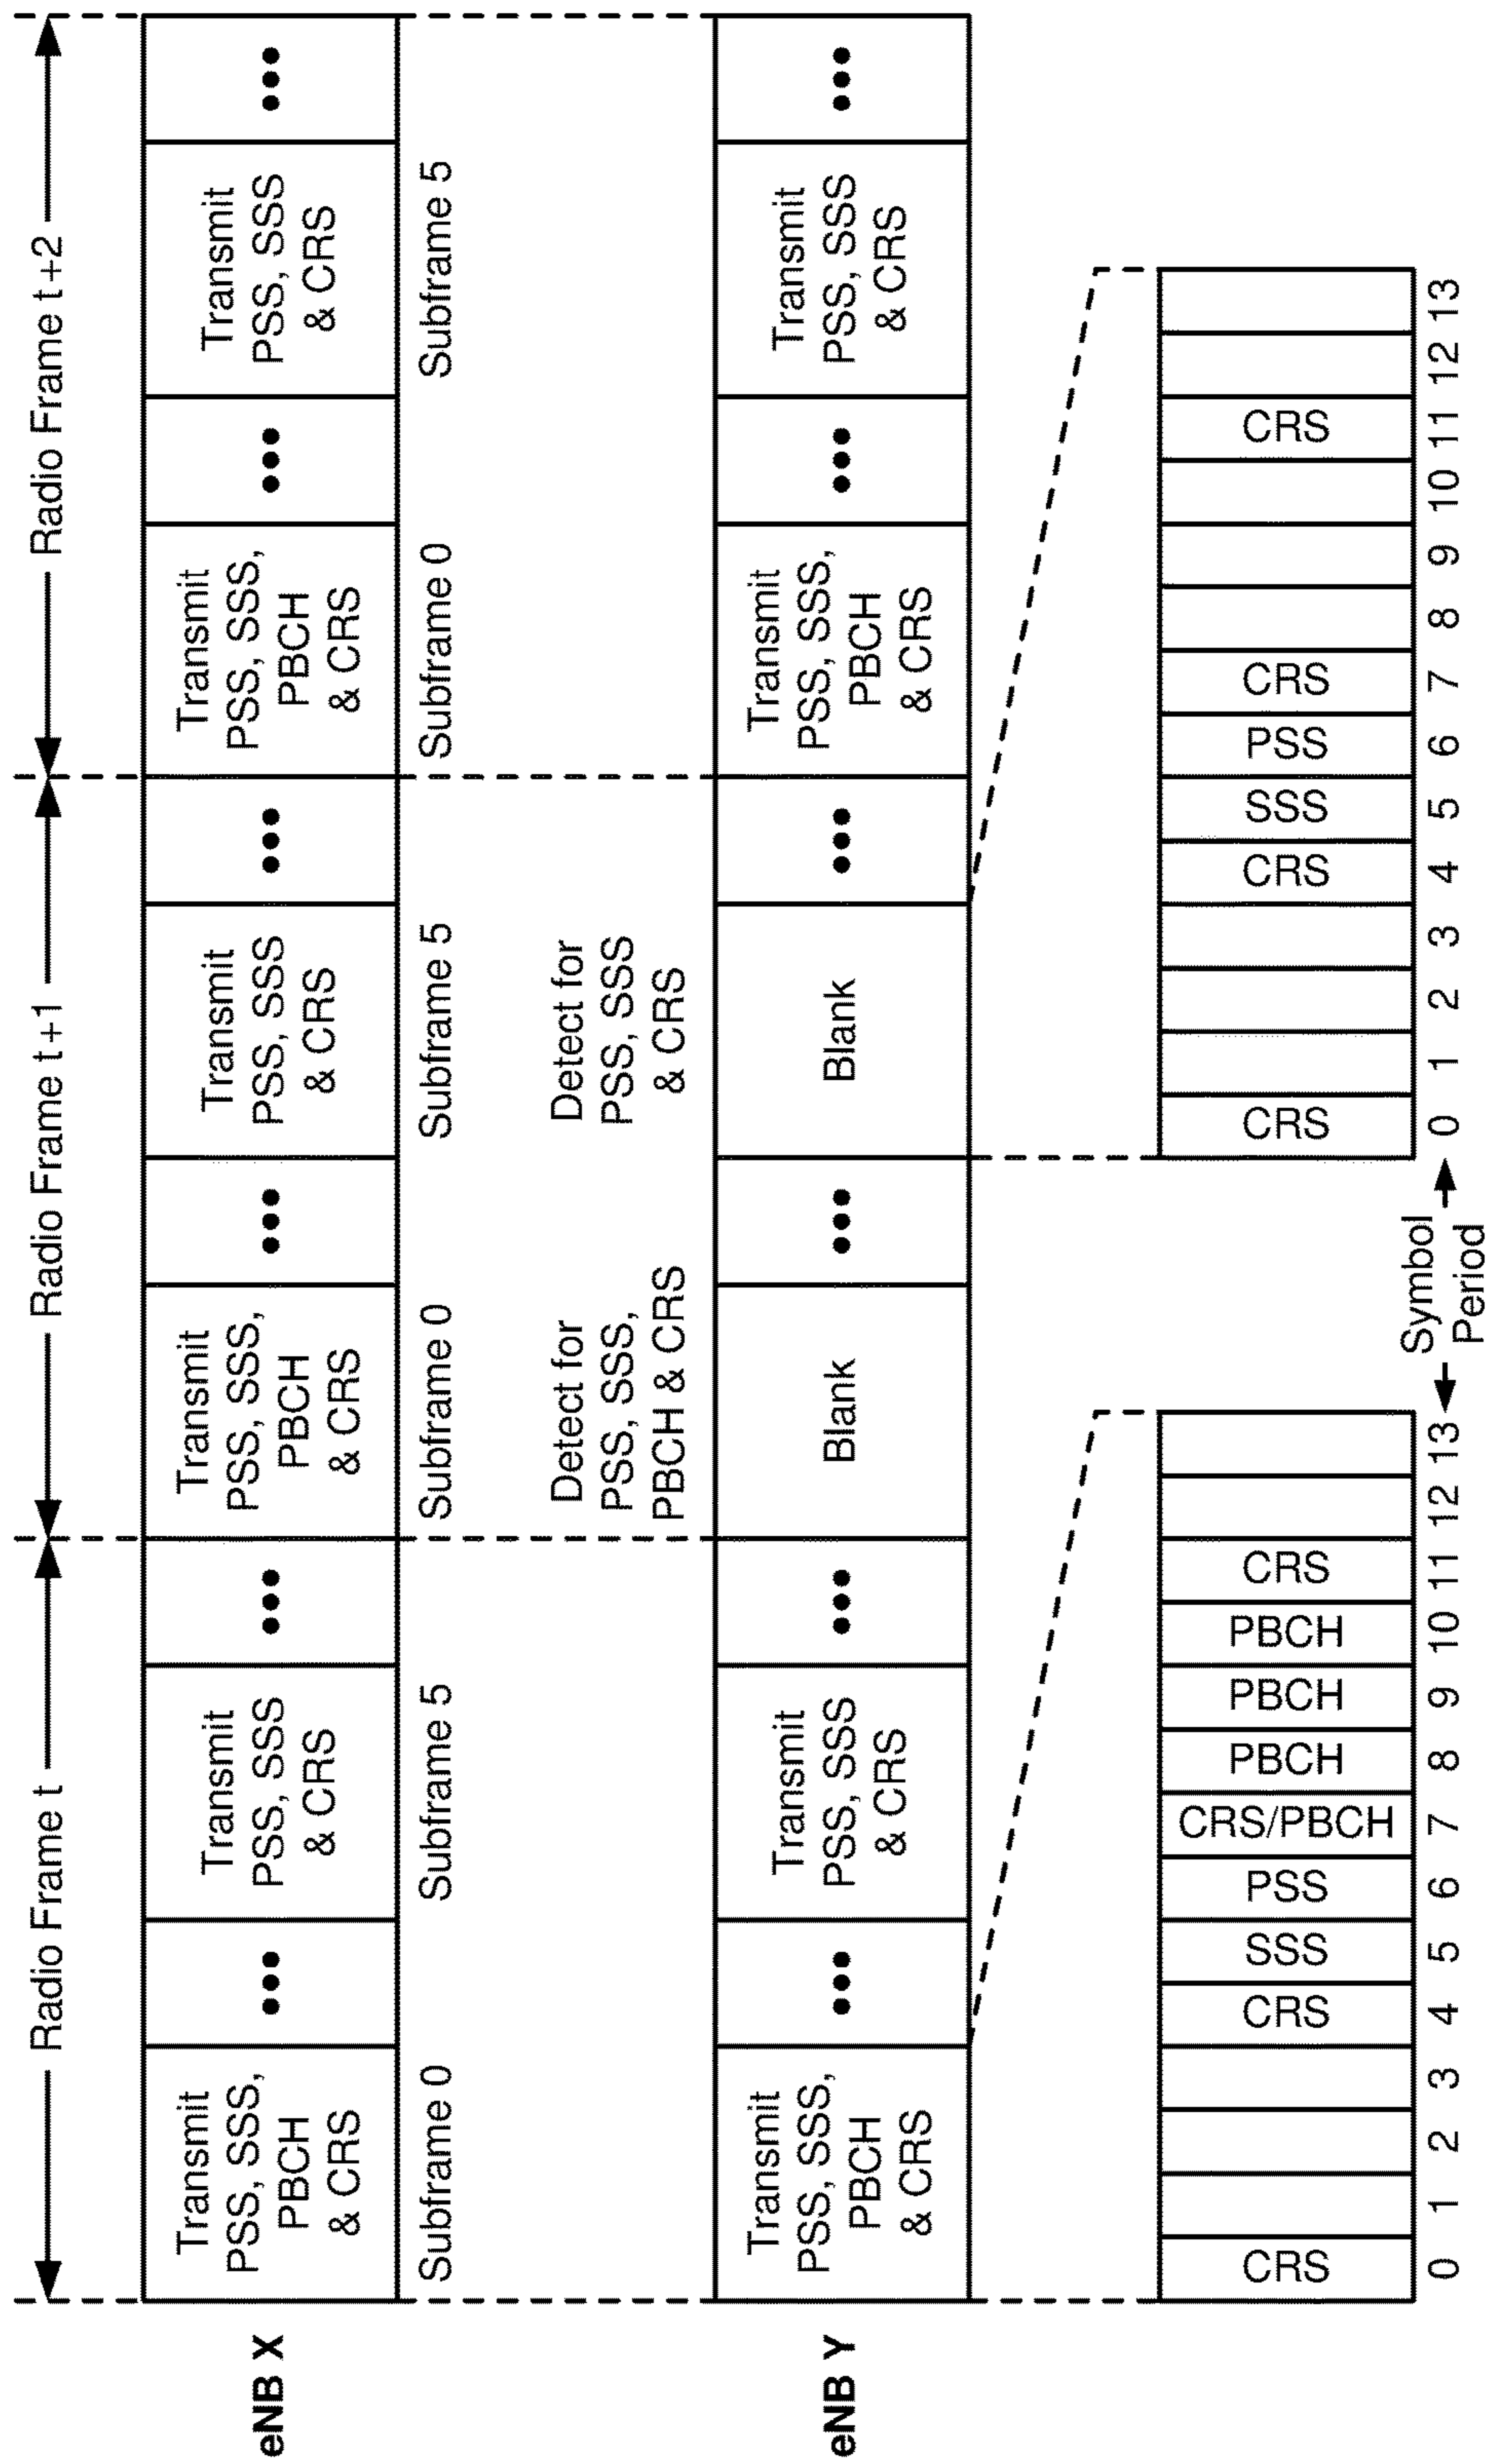 Radio Frame t
Radio Frame t+1
Radio Frame t+2
eNB X
Transmit
PSS, SSS,
PBCH
& CRS
•••
Transmit
PSS, SSS
& CRS
•••
Transmit
PSS, SSS,
PBCH
& CRS
•••
Transmit
PSS, SSS
& CRS
•••
Transmit
PSS, SSS,
PBCH
& CRS
•••
Transmit
PSS, SSS
& CRS
•••
Subframe 0
Subframe 5
Subframe 0
Subframe 5
Subframe 0
Subframe 5
Detect for
PSS, SSS,
PBCH & CRS
Detect for
PSS, SSS
& CRS
eNB Y
Transmit
PSS, SSS,
PBCH
& CRS
•••
Transmit
PSS, SSS
& CRS
•••
Blank
•••
Blank
•••
Transmit
PSS, SSS,
PBCH
& CRS
•••
Transmit
PSS, SSS
& CRS
•••
CRS
CRS
SSS
PSS
CRS/PBCH
PBCH
PBCH
PBCH
CRS
0 1 2 3 4 5 6 7 8 9 10 11 12 13
Symbol
Period
CRS
CRS
SSS
PSS
CRS
CRS
0 1 2 3 4 5 6 7 8 9 10 11 12 13